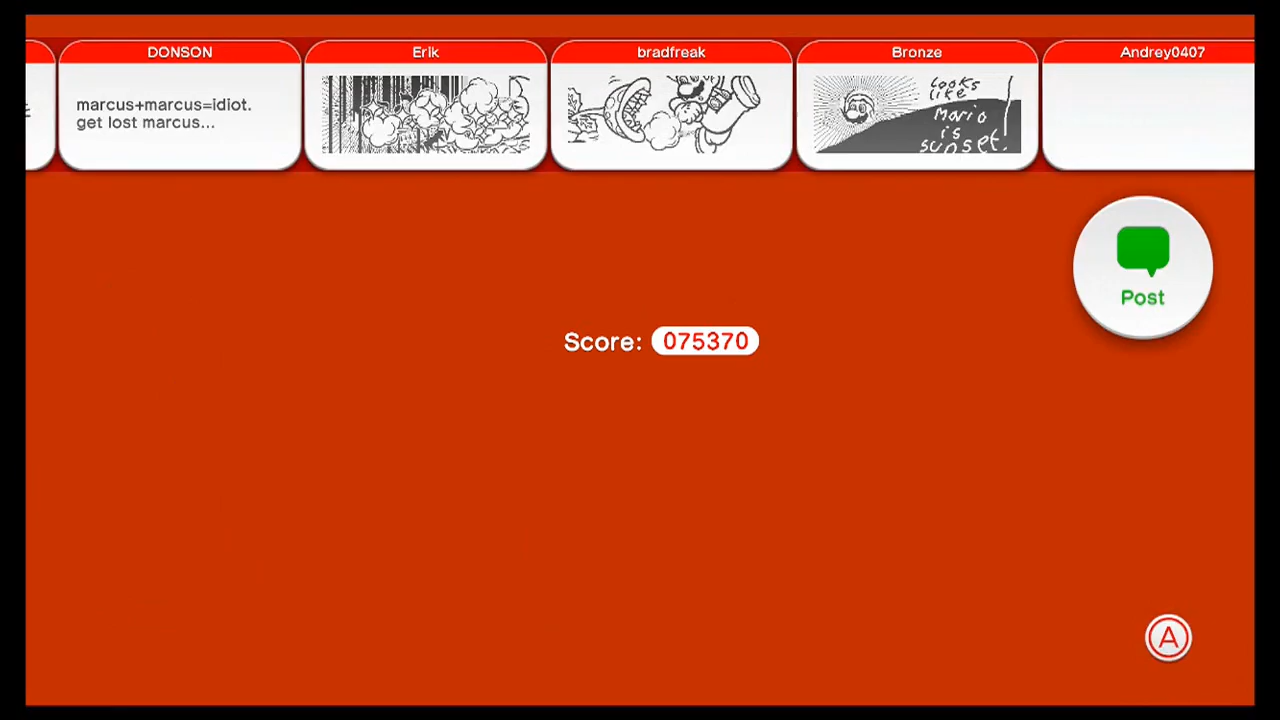 DONSON
marcus+marcus=idiot.
get lost marcus...
Erik
bradfreak
Bronze
Looks
like
Mario
is
sunset!
Andrey0407
Post
Score: 075370
A